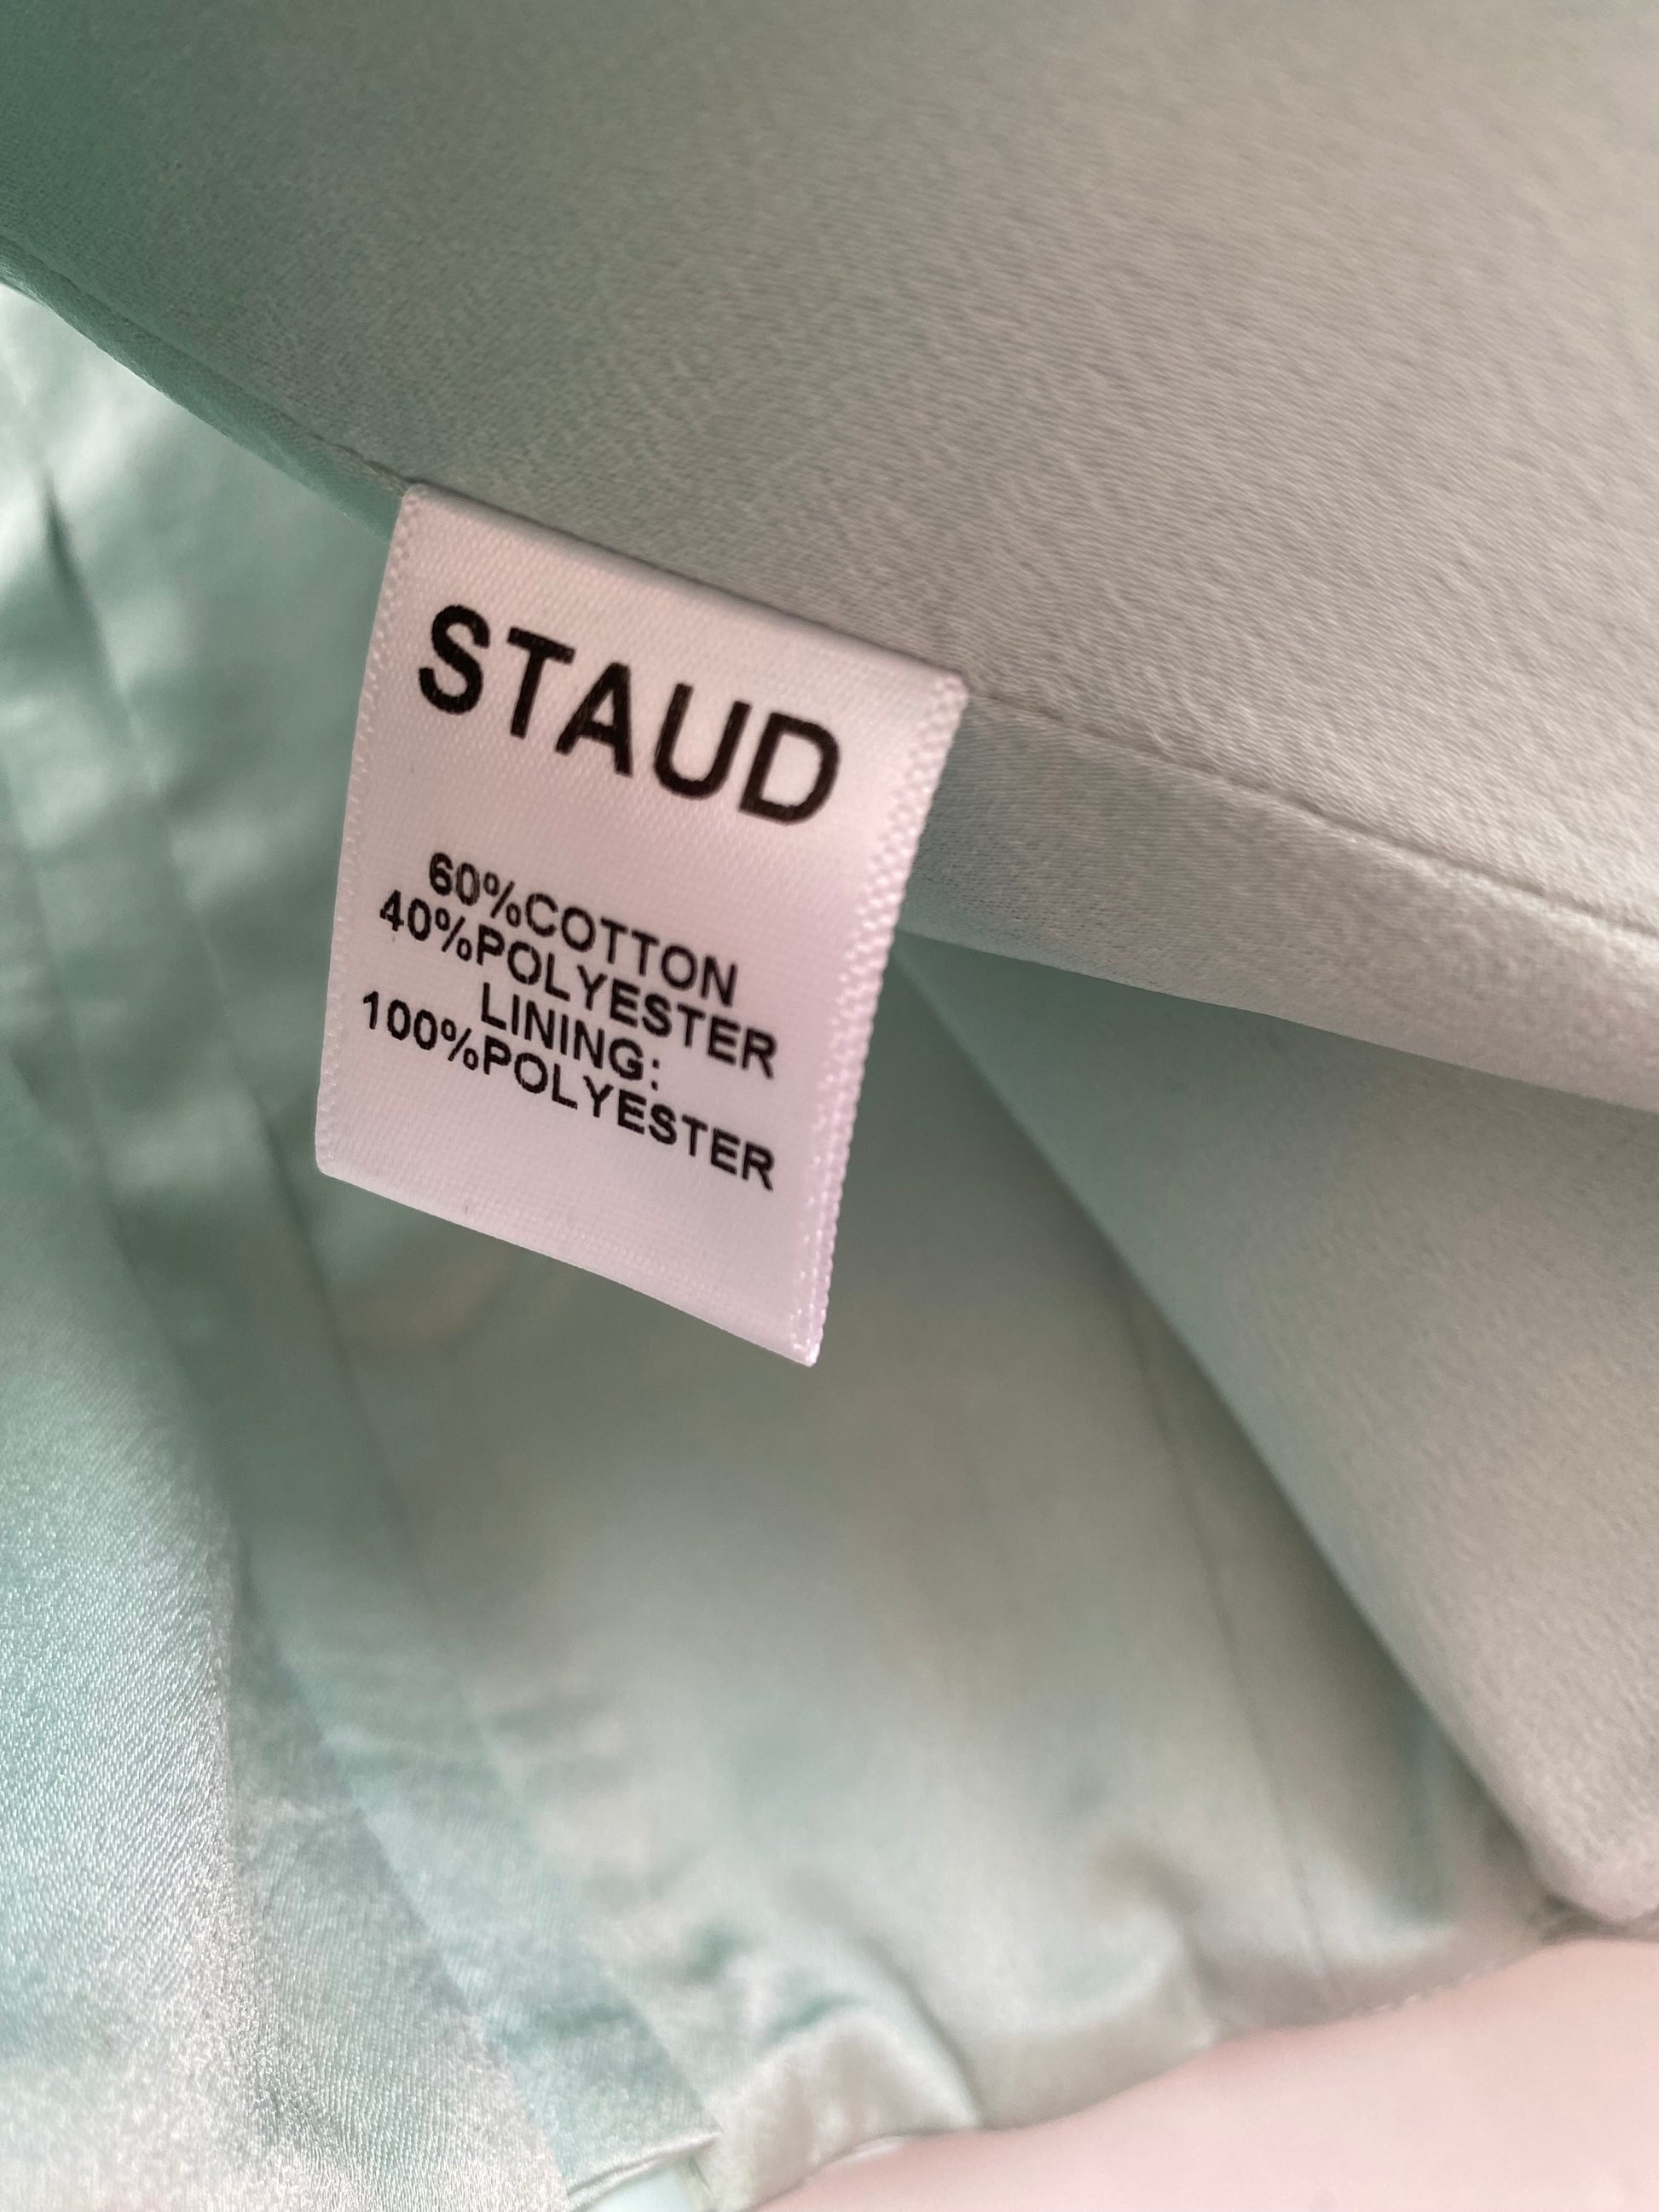 STAUD
60%COTTON
40%POLYESTER
LINING:
100%POLYESTER